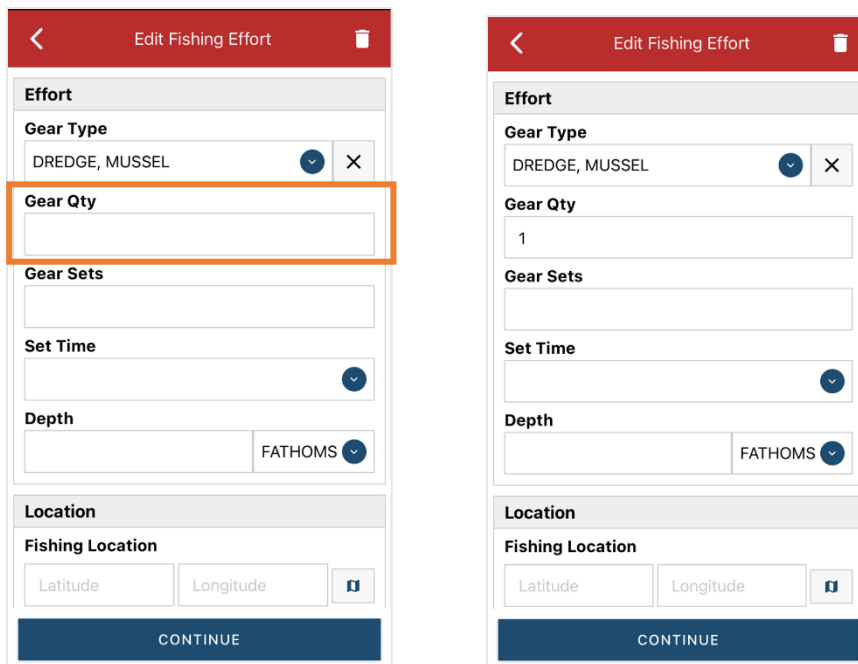 Edit Fishing Effort
Effort
Gear Type
DREDGE, MUSSEL
Gear Qty
Gear Sets
Set Time
Depth
FATHOMS
Location
Fishing Location
Latitude Longitude
CONTINUE
Edit Fishing Effort
Effort
Gear Type
DREDGE, MUSSEL
Gear Qty
1
Gear Sets
Set Time
Depth
FATHOMS
Location
Fishing Location
Latitude Longitude
CONTINUE